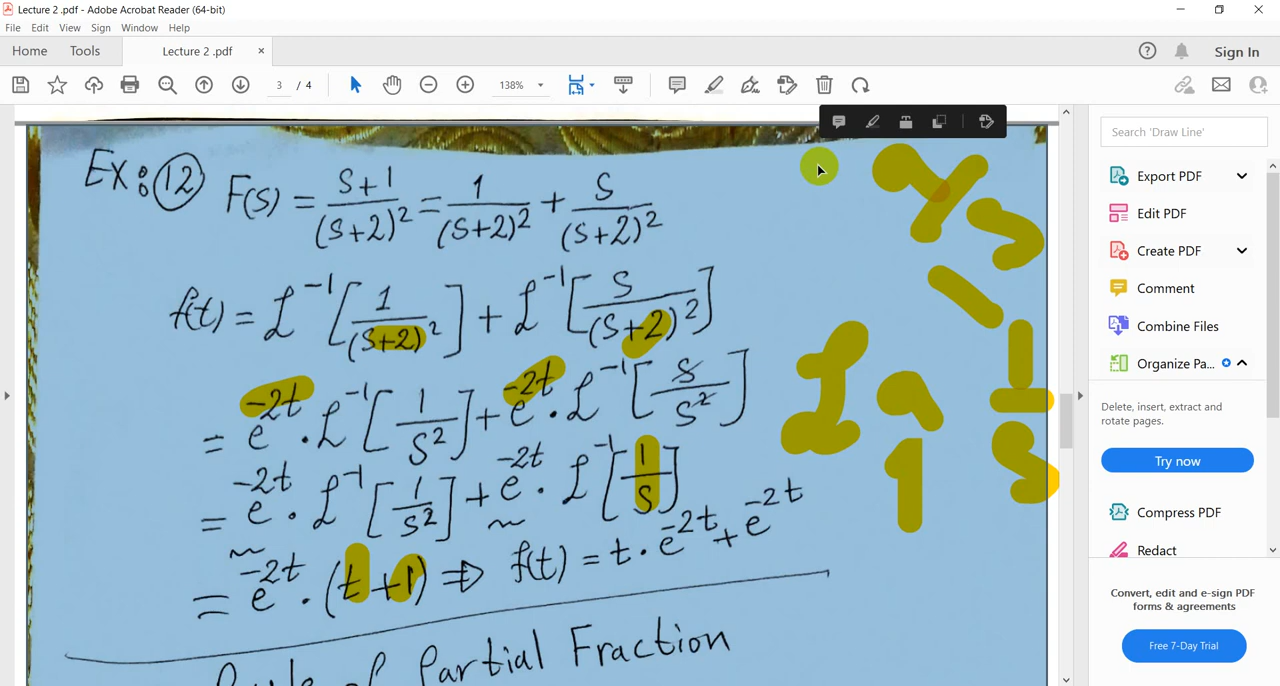 Lecture 2 .pdf - Adobe Acrobat Reader (64-bit)
File Edit View Sign Window Help
Home Tools Lecture 2 .pdf × Sign In
3 / 4 138%
Search 'Draw Line'
Export PDF
Edit PDF
Create PDF
Comment
Combine Files
Organize Pa...
Delete, insert, extract and
rotate pages.
Try now
Compress PDF
Redact
Convert, edit and e-sign PDF
forms & agreements
Free 7-Day Trial
Ex: 12 F(s) = s+1/(s+2)² = 1/(s+2)² + s/(s+2)²
f(t) = ℒ⁻¹[1/(s+2)²] + ℒ⁻¹[s/(s+2)²]
= e^-2t . ℒ⁻¹[1/s²] + e^-2t . ℒ⁻¹[s/s²]
= e^-2t . ℒ⁻¹[1/s²] + e^-2t . ℒ⁻¹[1/s]
= e^-2t . (t+1) ⇒ f(t) = t . e^-2t + e^-2t
of Partial Fraction